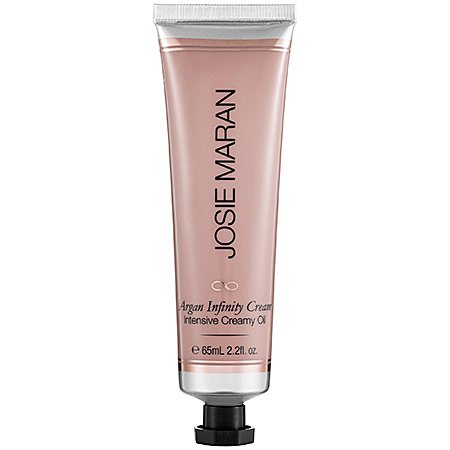 JOSIE MARAN
Argan Infinity Cream
Intensive Creamy Oil
e 65mL 2.2fl. oz.